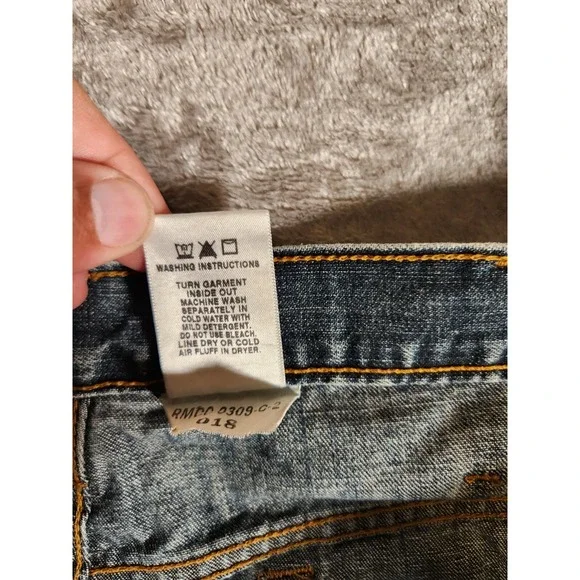 WASHING INSTRUCTIONS
TURN GARMENT
INSIDE OUT
MACHINE WASH
SEPARATELY IN
COLD WATER WITH
MILD DETERGENT.
DO NOT USE BLEACH.
LINE DRY OR COLD
AIR FLUFF IN DRYER.
0309-C-2
018